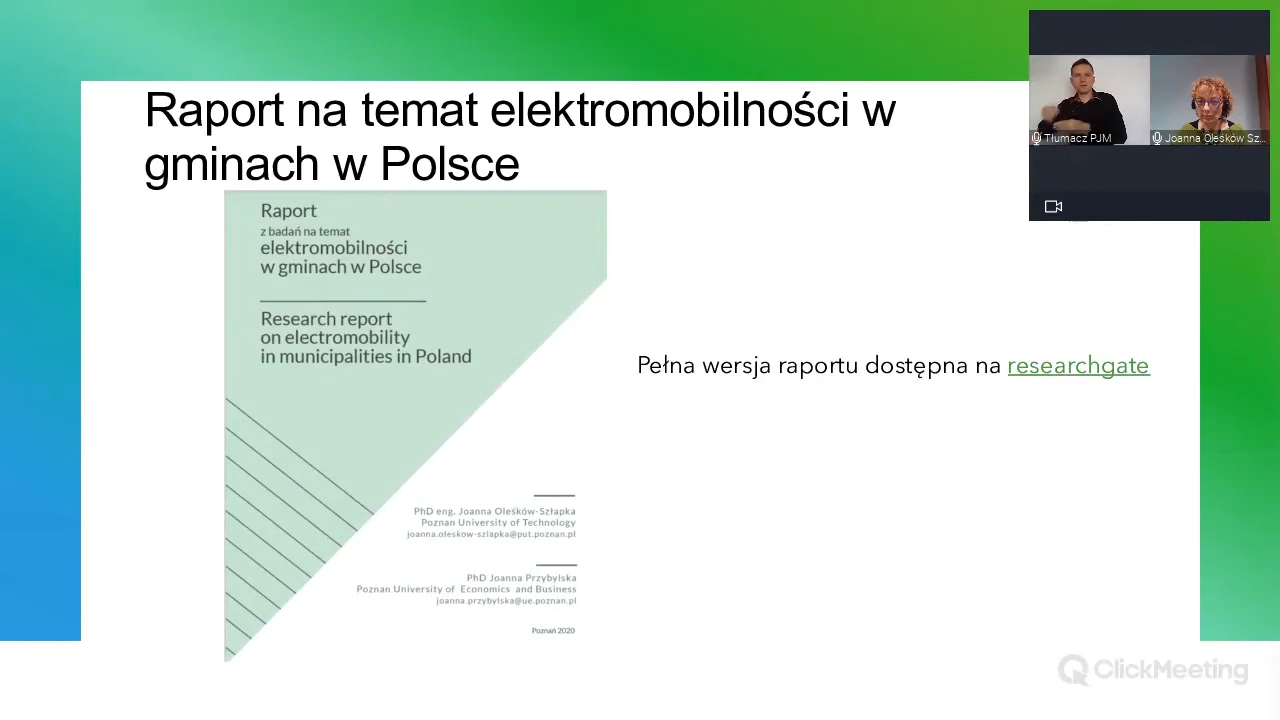 Raport na temat elektromobilności w
gminach w Polsce
Raport
z badań na temat
elektromobilności
w gminach w Polsce
Research report
on electromobility
in municipalities in Poland
PhD eng. Joanna Oleśków-Szłapka
Poznan University of Technology
joanna.oleskow-szlapka@put.poznan.pl
PhD Joanna Przybylska
Poznan University of Economics and Business
joanna.przybylska@ue.poznan.pl
Poznań 2020
Pełna wersja raportu dostępna na researchgate
Tłumacz PJM
Joanna Oleśków Sz...
ClickMeeting